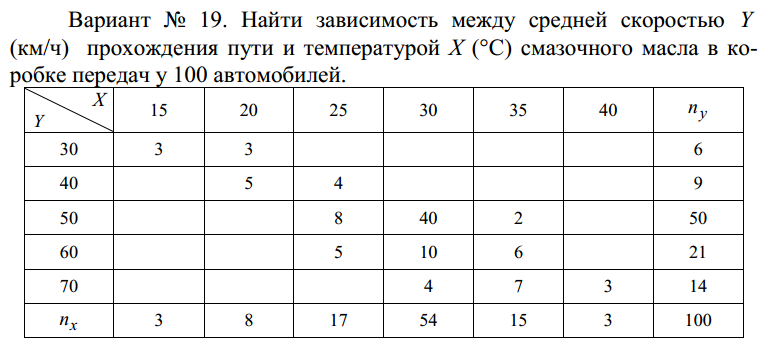 Вариант № 19. Найти зависимость между средней скоростью Y
(км/ч) прохождения пути и температурой X (°С) смазочного масла в ко-
робке передач у 100 автомобилей.
X
Y 15 20 25 30 35 40 n_y
30 3 3 6
40 5 4 9
50 8 40 2 50
60 5 10 6 21
70 4 7 3 14
n_x 3 8 17 54 15 3 100